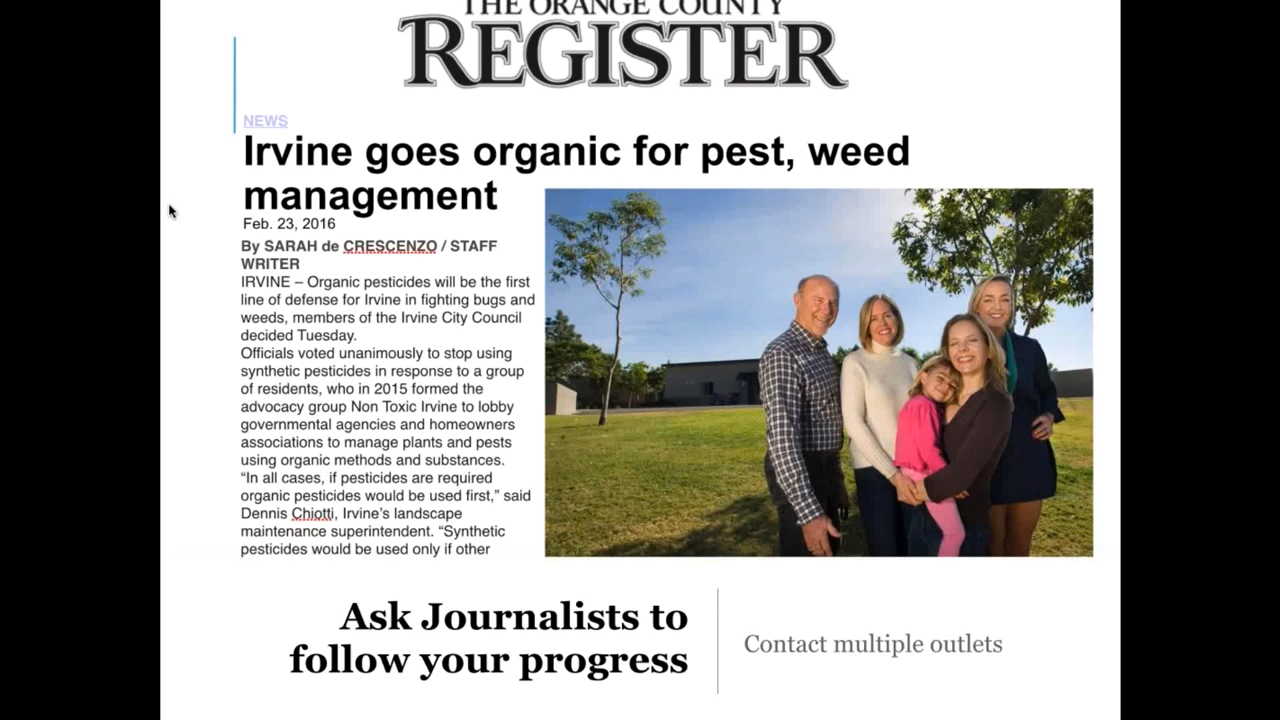 THE ORANGE COUNTY
REGISTER
NEWS
Irvine goes organic for pest, weed
management
Feb. 23, 2016
By SARAH de CRESCENZO / STAFF
WRITER
IRVINE – Organic pesticides will be the first
line of defense for Irvine in fighting bugs and
weeds, members of the Irvine City Council
decided Tuesday.
Officials voted unanimously to stop using
synthetic pesticides in response to a group
of residents, who in 2015 formed the
advocacy group Non Toxic Irvine to lobby
governmental agencies and homeowners
associations to manage plants and pests
using organic methods and substances.
“In all cases, if pesticides are required
organic pesticides would be used first,” said
Dennis Chiotti, Irvine’s landscape
maintenance superintendent. “Synthetic
pesticides would be used only if other
Ask Journalists to
follow your progress
Contact multiple outlets